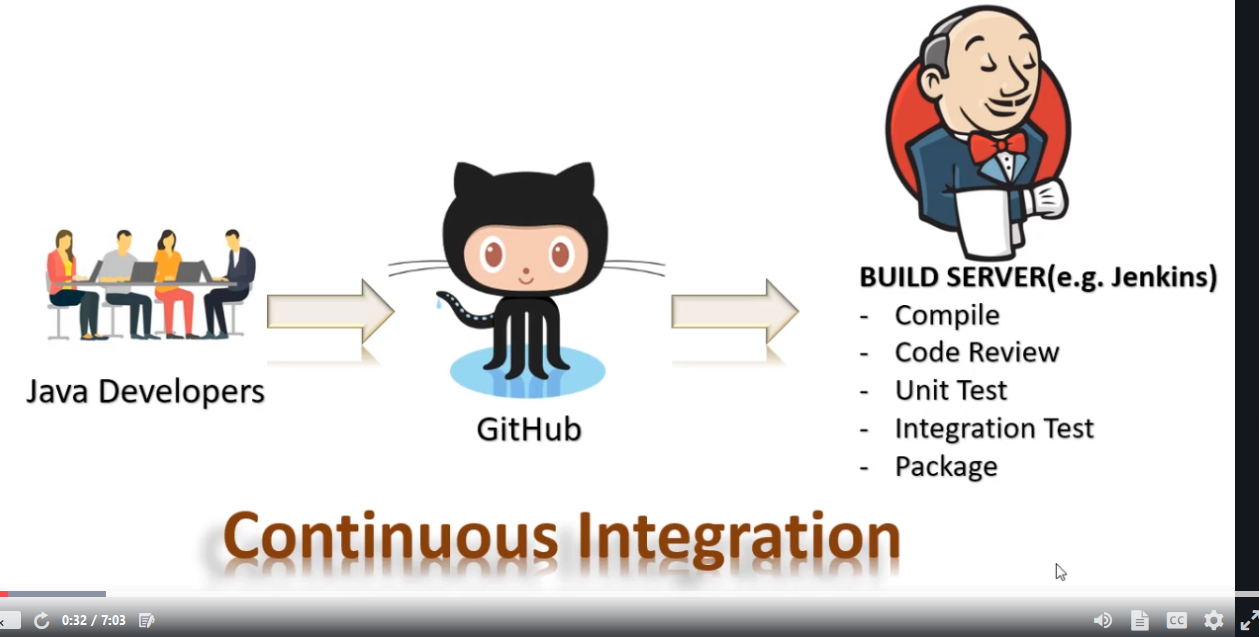 BUILD SERVER(e.g. Jenkins)
- Compile
- Code Review
- Unit Test
- Integration Test
- Package
Java Developers
GitHub
Continuous Integration
0:32 / 7:03
CC